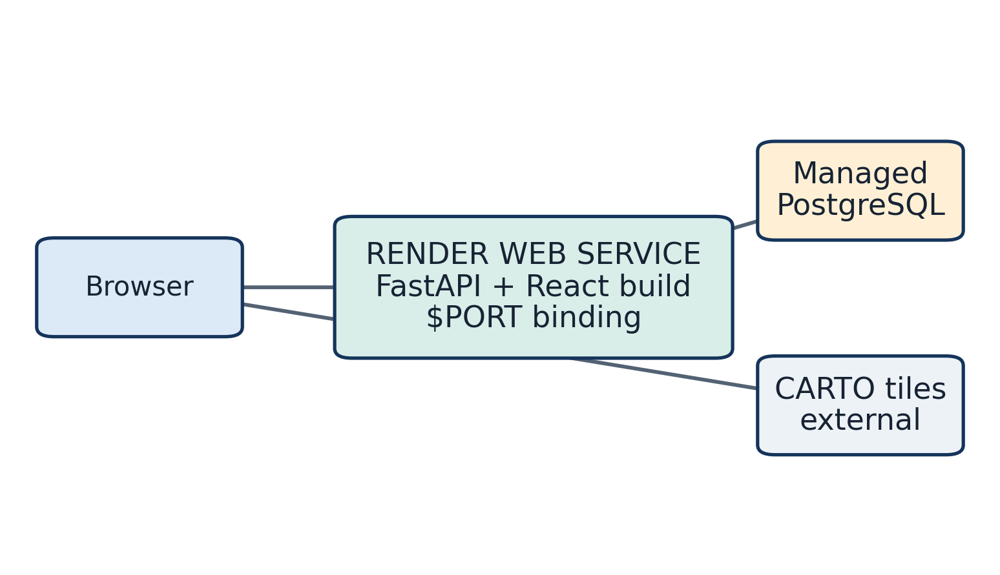 Browser
RENDER WEB SERVICE
FastAPI + React build
$PORT binding
Managed
PostgreSQL
CARTO tiles
external